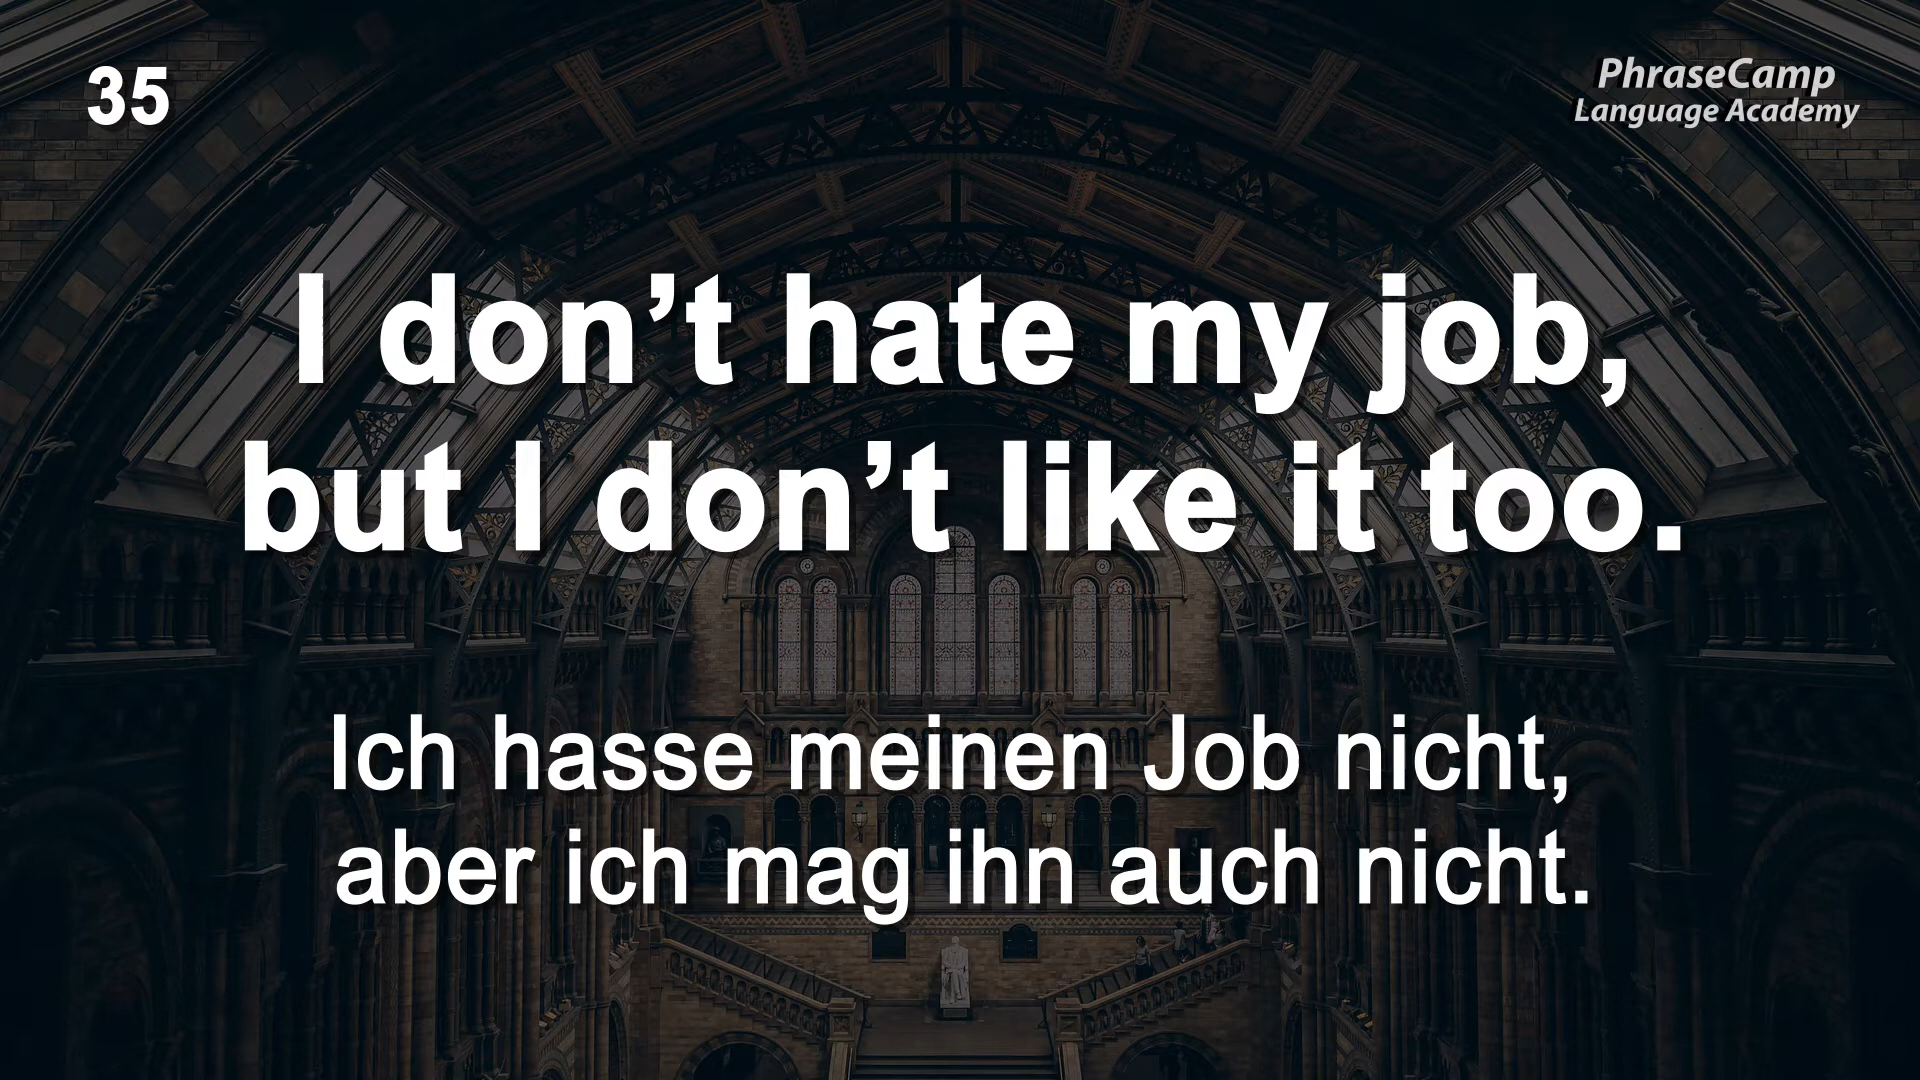 35
PhraseCamp
Language Academy
I don’t hate my job,
but I don’t like it too.
Ich hasse meinen Job nicht,
aber ich mag ihn auch nicht.